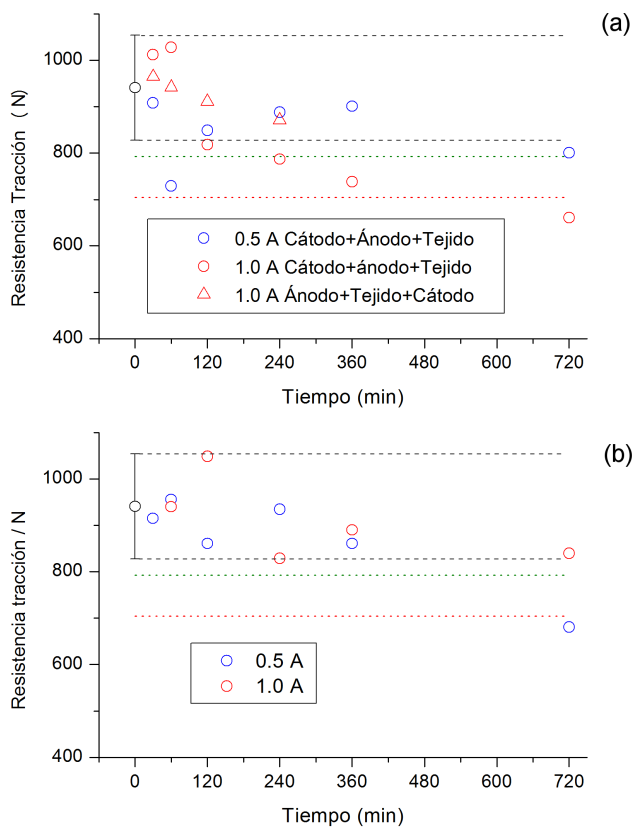 (a)
1000
800
600
400
Resistencia Tracción ( N)
0.5 A Cátodo+Ánodo+Tejido
1.0 A Cátodo+ánodo+Tejido
1.0 A Ánodo+Tejido+Cátodo
0 120 240 360 480 600 720
Tiempo (min)
(b)
1000
800
600
400
Resistencia tracción / N
0.5 A
1.0 A
0 120 240 360 480 600 720
Tiempo (min)